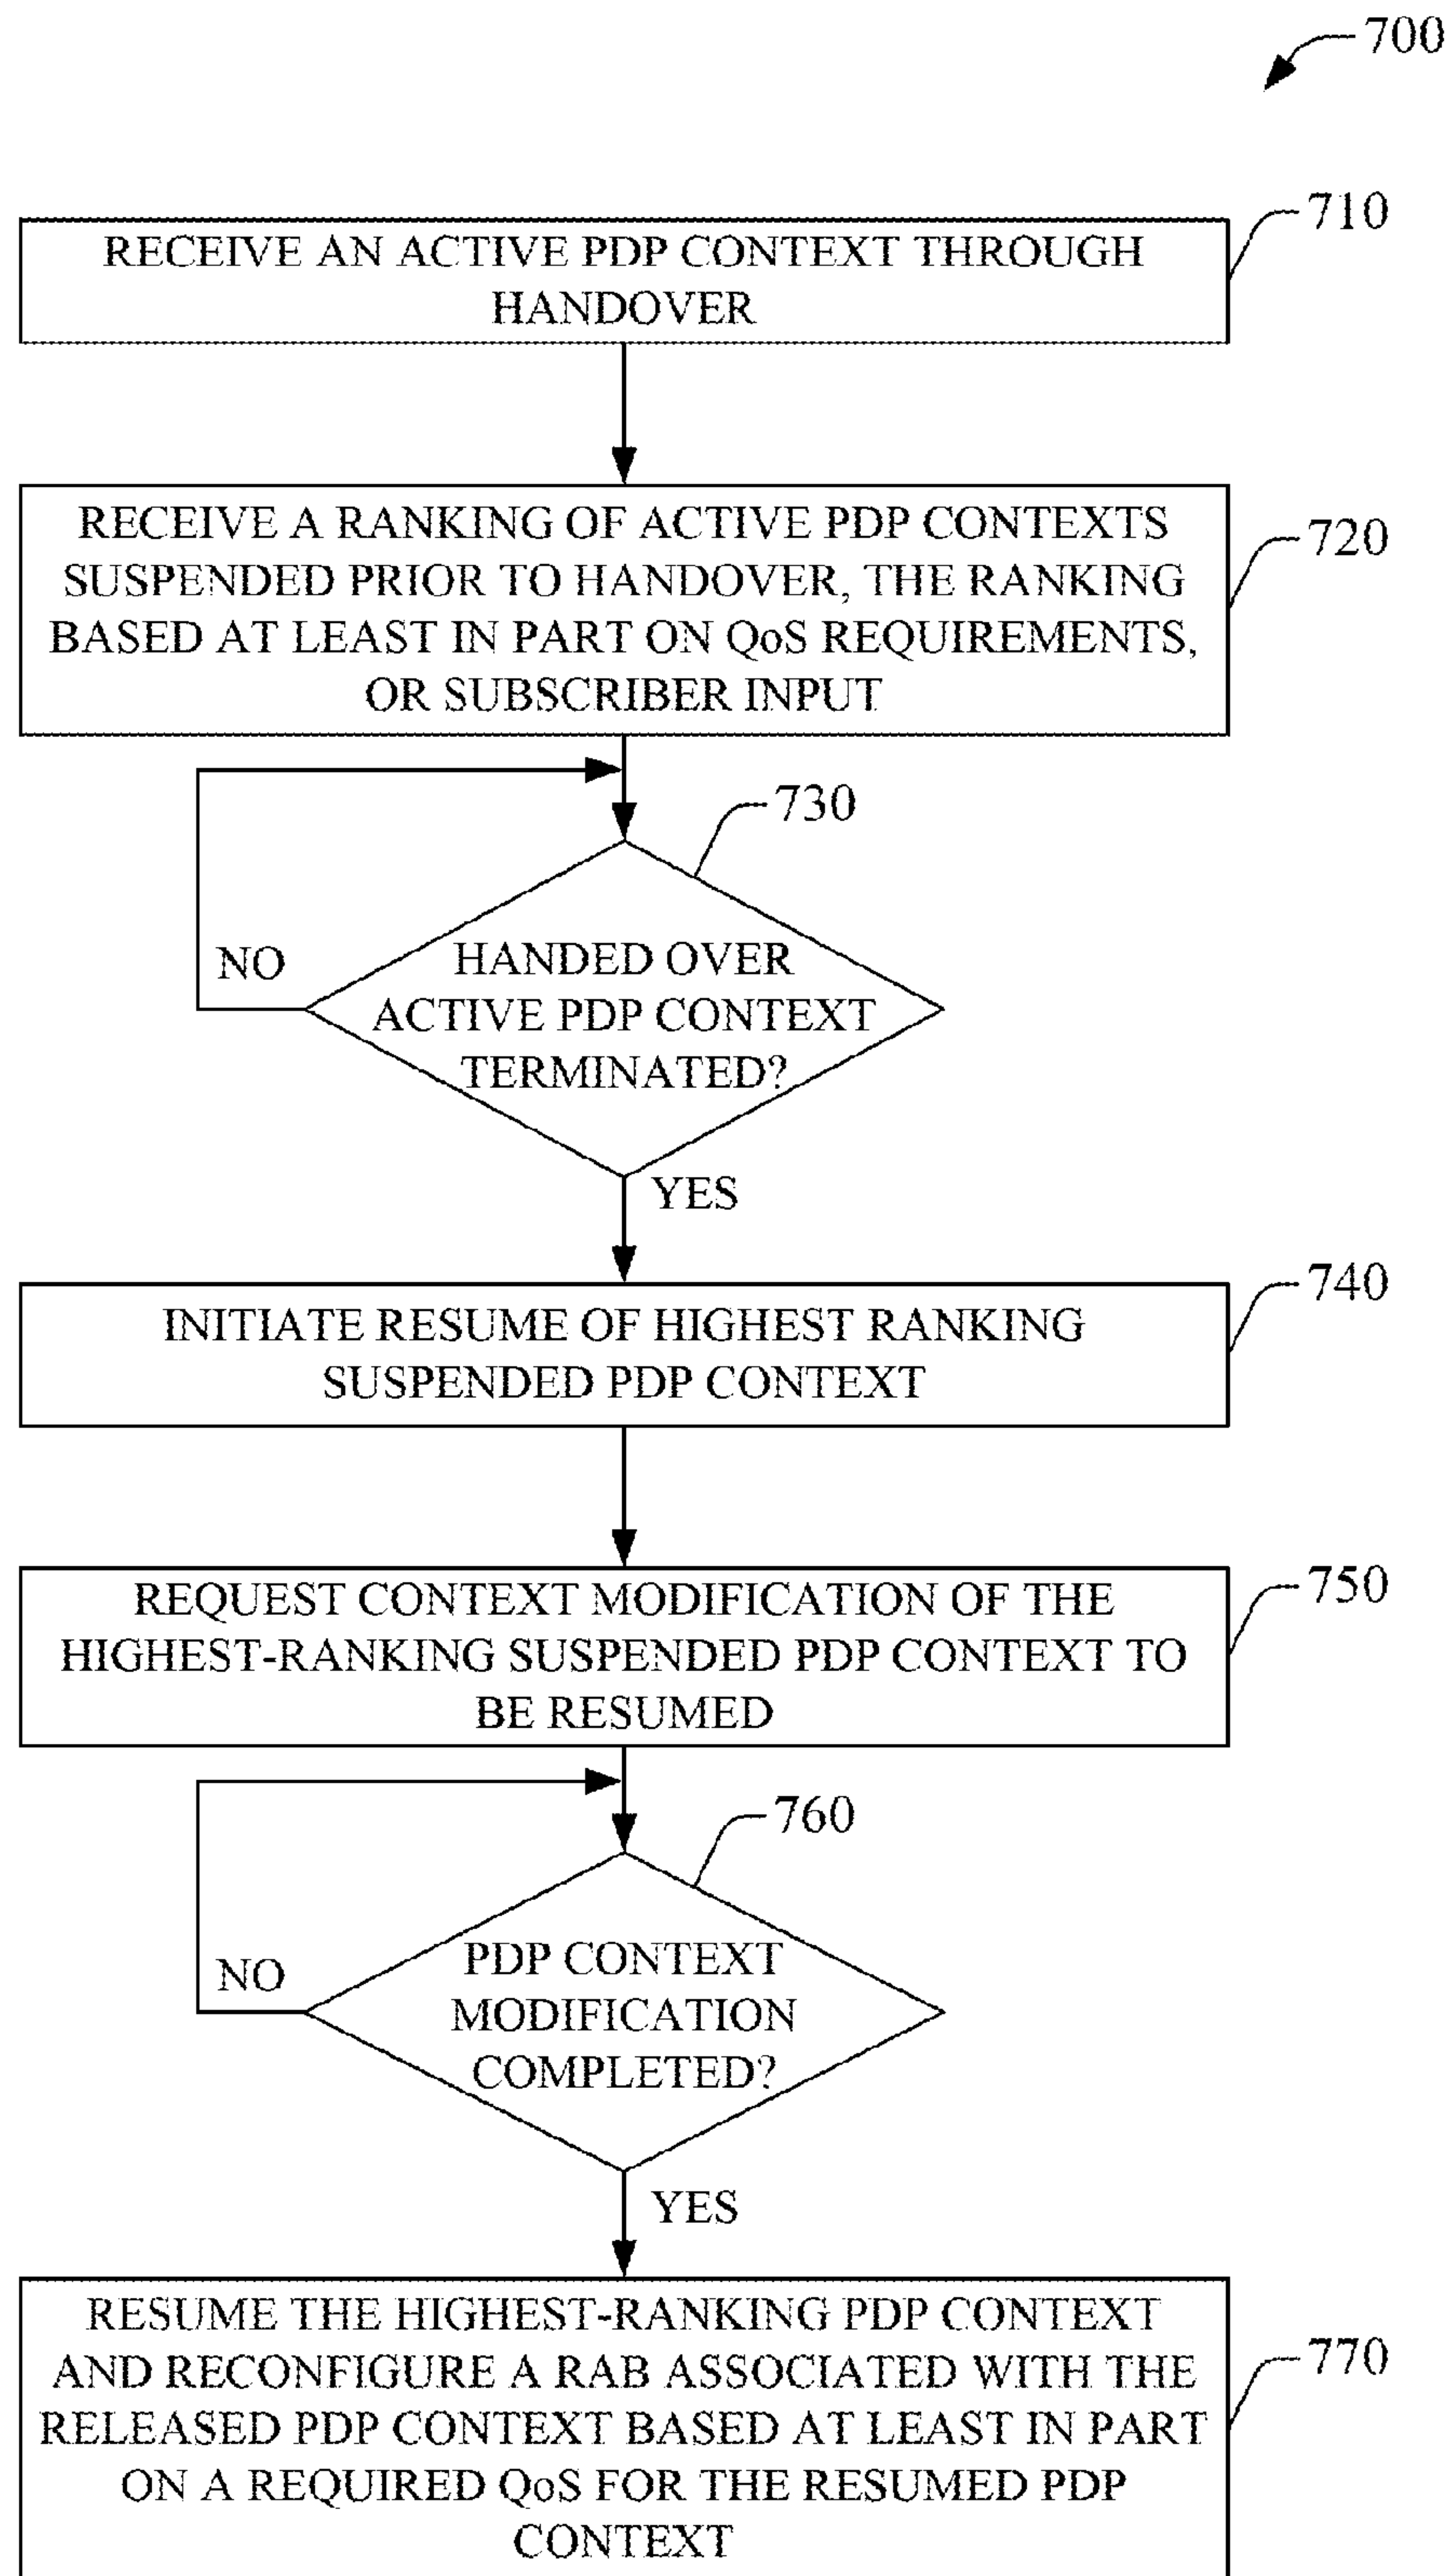 700
710
RECEIVE AN ACTIVE PDP CONTEXT THROUGH
HANDOVER
RECEIVE A RANKING OF ACTIVE PDP CONTEXTS
SUSPENDED PRIOR TO HANDOVER, THE RANKING
BASED AT LEAST IN PART ON QoS REQUIREMENTS,
OR SUBSCRIBER INPUT
720
730
NO
HANDED OVER
ACTIVE PDP CONTEXT
TERMINATED?
YES
740
INITIATE RESUME OF HIGHEST RANKING
SUSPENDED PDP CONTEXT
750
REQUEST CONTEXT MODIFICATION OF THE
HIGHEST-RANKING SUSPENDED PDP CONTEXT TO
BE RESUMED
760
NO
PDP CONTEXT
MODIFICATION
COMPLETED?
YES
RESUME THE HIGHEST-RANKING PDP CONTEXT
AND RECONFIGURE A RAB ASSOCIATED WITH THE
RELEASED PDP CONTEXT BASED AT LEAST IN PART
ON A REQUIRED QoS FOR THE RESUMED PDP
CONTEXT
770